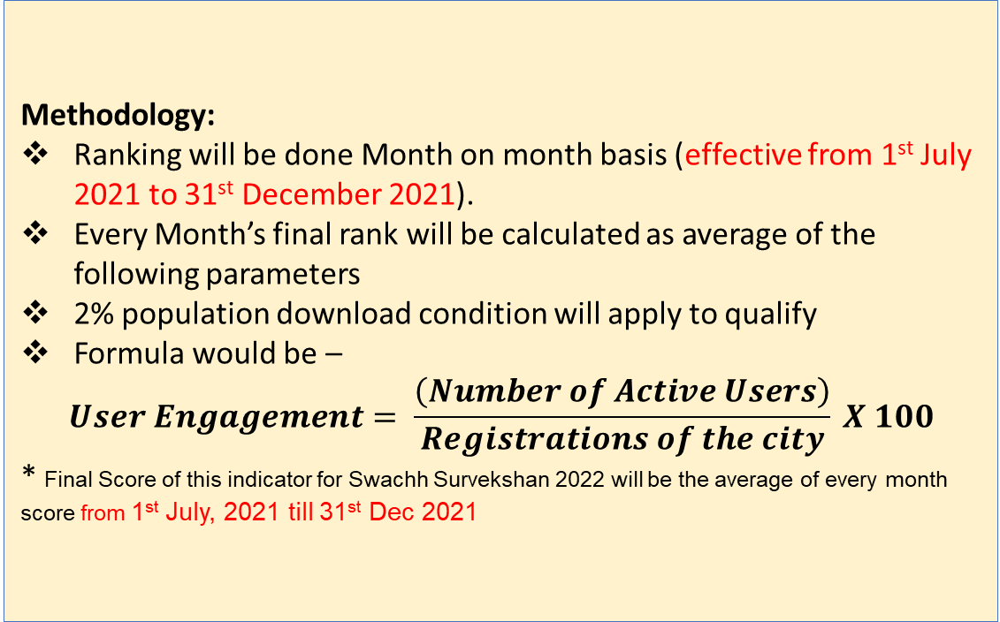 Methodology:
❖ Ranking will be done Month on month basis (effective from 1st July
2021 to 31st December 2021).
❖ Every Month's final rank will be calculated as average of the
following parameters
❖ 2% population download condition will apply to qualify
❖ Formula would be –
User Engagement = (Number of Active Users) / Registrations of the city X 100
* Final Score of this indicator for Swachh Survekshan 2022 will be the average of every month
score from 1st July, 2021 till 31st Dec 2021